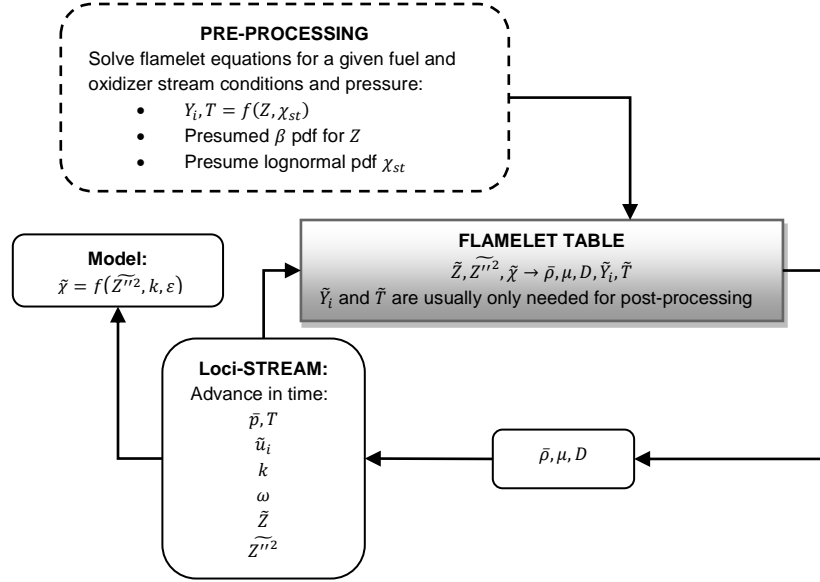 PRE-PROCESSING
Solve flamelet equations for a given fuel and
oxidizer stream conditions and pressure:
• Y_i, T = f(Z, χ_st)
• Presumed β pdf for Z
• Presume lognormal pdf χ_st
FLAMELET TABLE
Z̃, Z″²~, χ̃ → ρ̄, μ, D, Ỹ_i, T̃
Ỹ_i and T̃ are usually only needed for post-processing
Model:
χ̃ = f(Z″²~, k, ε)
Loci-STREAM:
Advance in time:
p̄, T
ũ_i
k
ω
Z̃
Z″²~
ρ̄, μ, D